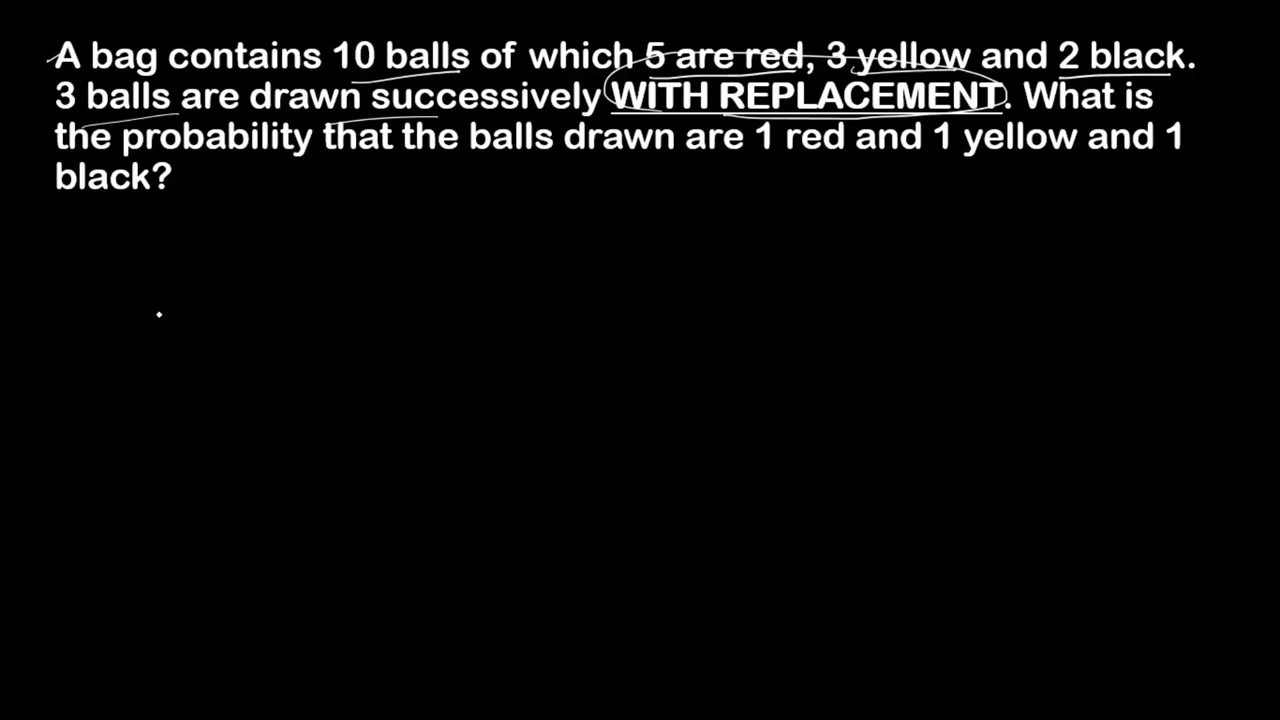 A bag contains 10 balls of which 5 are red, 3 yellow and 2 black.
3 balls are drawn successively WITH REPLACEMENT. What is
the probability that the balls drawn are 1 red and 1 yellow and 1
black?